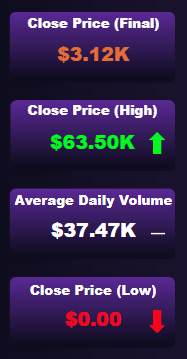 Close Price (Final)
$3.12K
Close Price (High)
$63.50K
Average Daily Volume
$37.47K —
Close Price (Low)
$0.00